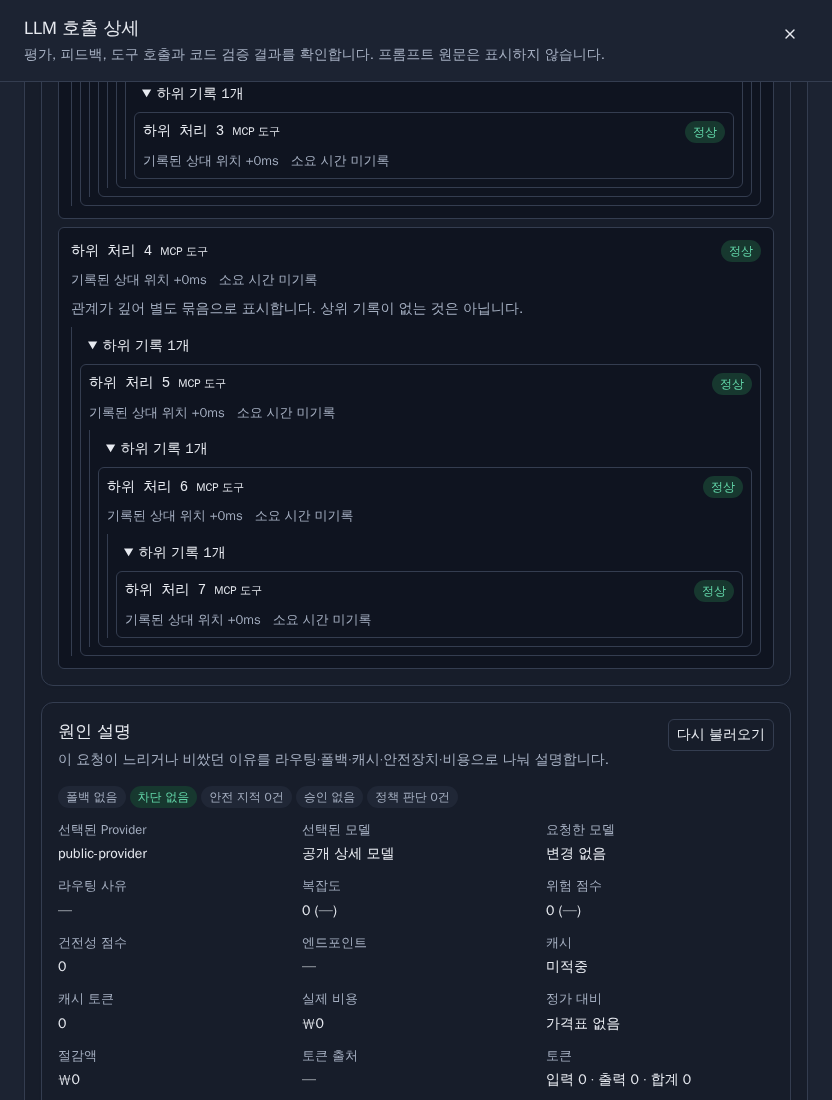 LLM 호출 상세
평가, 피드백, 도구 호출과 코드 검증 결과를 확인합니다. 프롬프트 원문은 표시하지 않습니다.
×
▼ 하위 기록 1개
하위 처리 3 MCP 도구 정상
기록된 상대 위치 +0ms 소요 시간 미기록
하위 처리 4 MCP 도구 정상
기록된 상대 위치 +0ms 소요 시간 미기록
관계가 깊어 별도 묶음으로 표시합니다. 상위 기록이 없는 것은 아닙니다.
▼ 하위 기록 1개
하위 처리 5 MCP 도구 정상
기록된 상대 위치 +0ms 소요 시간 미기록
▼ 하위 기록 1개
하위 처리 6 MCP 도구 정상
기록된 상대 위치 +0ms 소요 시간 미기록
▼ 하위 기록 1개
하위 처리 7 MCP 도구 정상
기록된 상대 위치 +0ms 소요 시간 미기록
원인 설명 다시 불러오기
이 요청이 느리거나 비쌌던 이유를 라우팅·폴백·캐시·안전장치·비용으로 나눠 설명합니다.
폴백 없음 차단 없음 안전 지적 0건 승인 없음 정책 판단 0건
선택된 Provider 선택된 모델 요청한 모델
public-provider 공개 상세 모델 변경 없음
라우팅 사유 복잡도 위험 점수
— 0 (—) 0 (—)
건전성 점수 엔드포인트 캐시
0 — 미적중
캐시 토큰 실제 비용 정가 대비
0 ₩0 가격표 없음
절감액 토큰 출처 토큰
₩0 — 입력 0 · 출력 0 · 합계 0